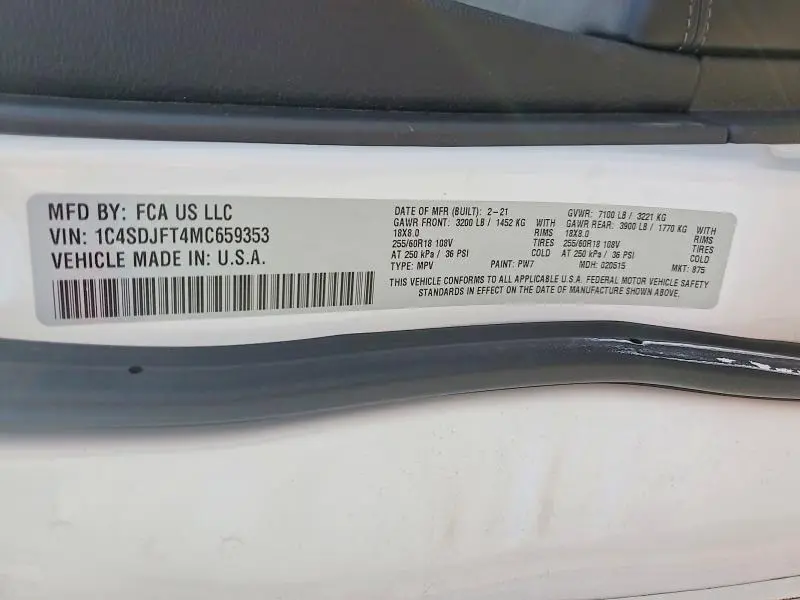 MFD BY: FCA US LLC
VIN: 1C4SDJFT4MC659353
VEHICLE MADE IN: U.S.A.
DATE OF MFR (BUILT): 2-21
GAWR FRONT: 3200 LB / 1452 KG WITH
18X8.0 RIMS
255/60R18 108V TIRES
AT 250 kPa / 36 PSI COLD
TYPE: MPV PAINT: PW7
GVWR: 7100 LB / 3221 KG
GAWR REAR: 3900 LB / 1770 KG WITH
18X8.0 RIMS
255/60R18 108V TIRES
AT 250 kPa / 36 PSI COLD
MDH: 020515 MKT: 875
THIS VEHICLE CONFORMS TO ALL APPLICABLE U.S.A. FEDERAL MOTOR VEHICLE SAFETY
STANDARDS IN EFFECT ON THE DATE OF MANUFACTURE SHOWN ABOVE.